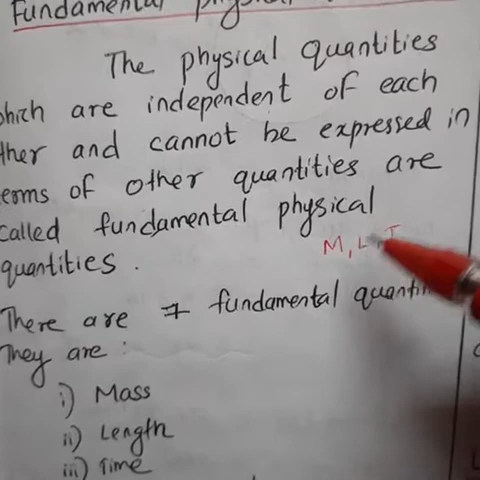 Fundamental
The physical quantities
which are independent of each
other and cannot be expressed in
terms of other quantities are
called fundamental physical
quantities.
M, L, T
There are 7 fundamental
They are:
i) Mass
ii) Length
iii) Time